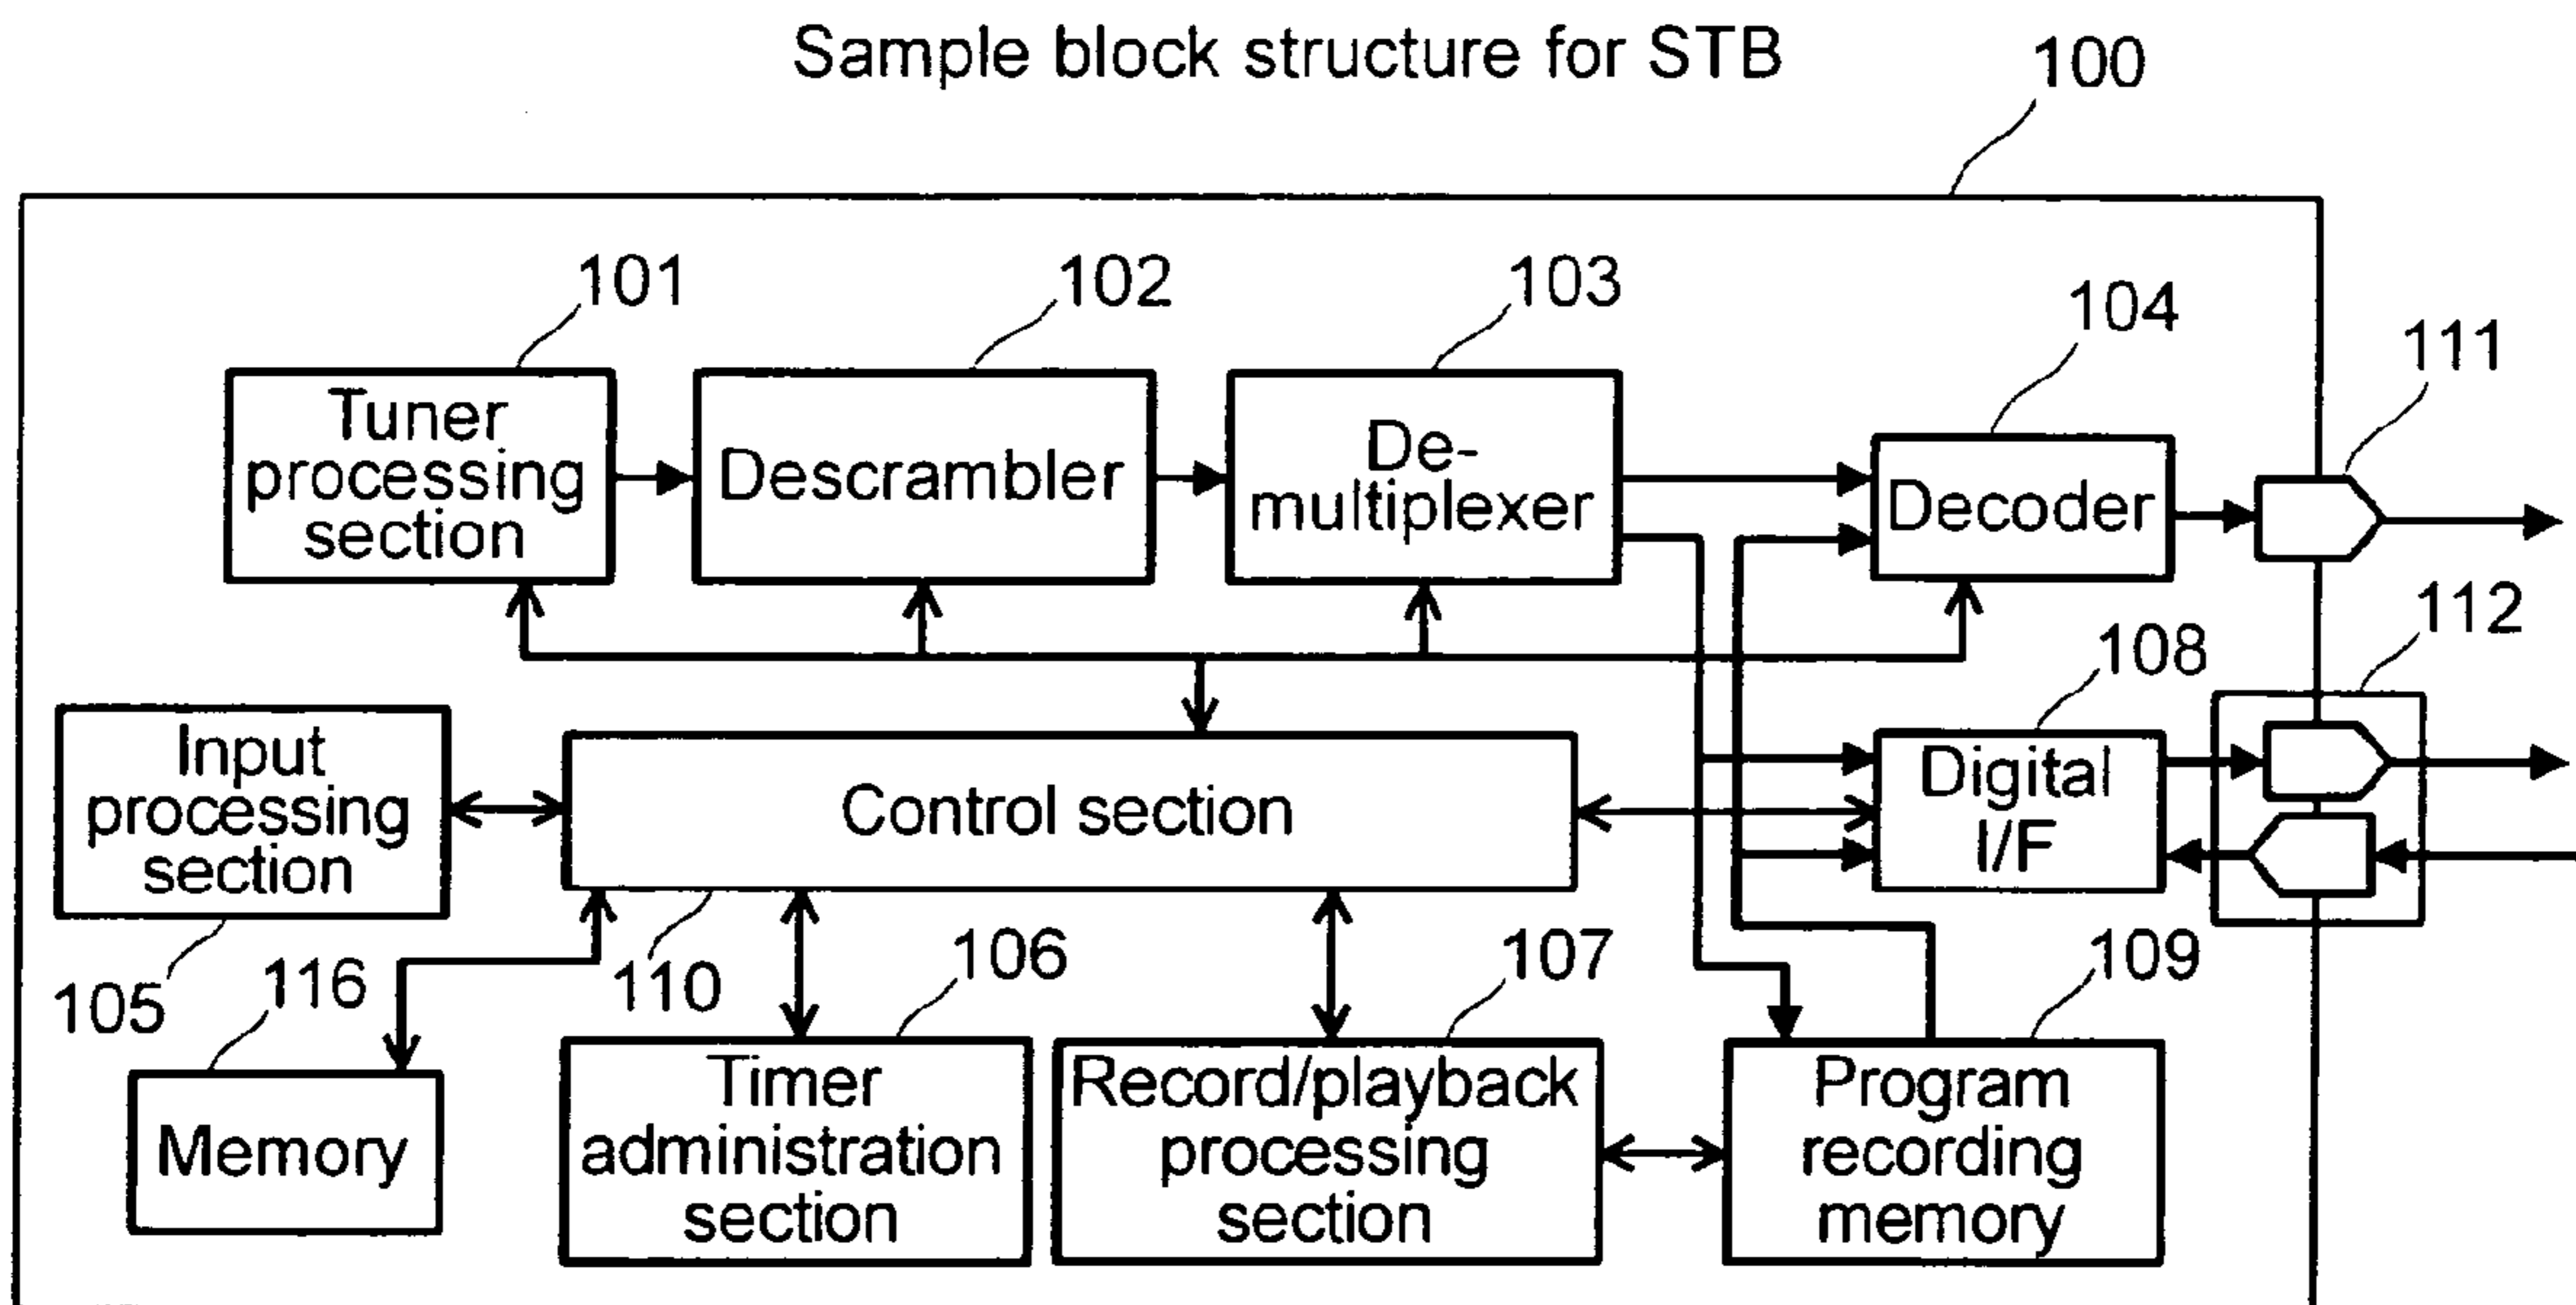 Sample block structure for STB
100
101
102
103
104
111
Tuner
processing
section
Descrambler
De-
multiplexer
Decoder
112
108
Input
processing
section
Control section
Digital
I/F
105
116
110
106
107
109
Memory
Timer
administration
section
Record/playback
processing
section
Program
recording
memory